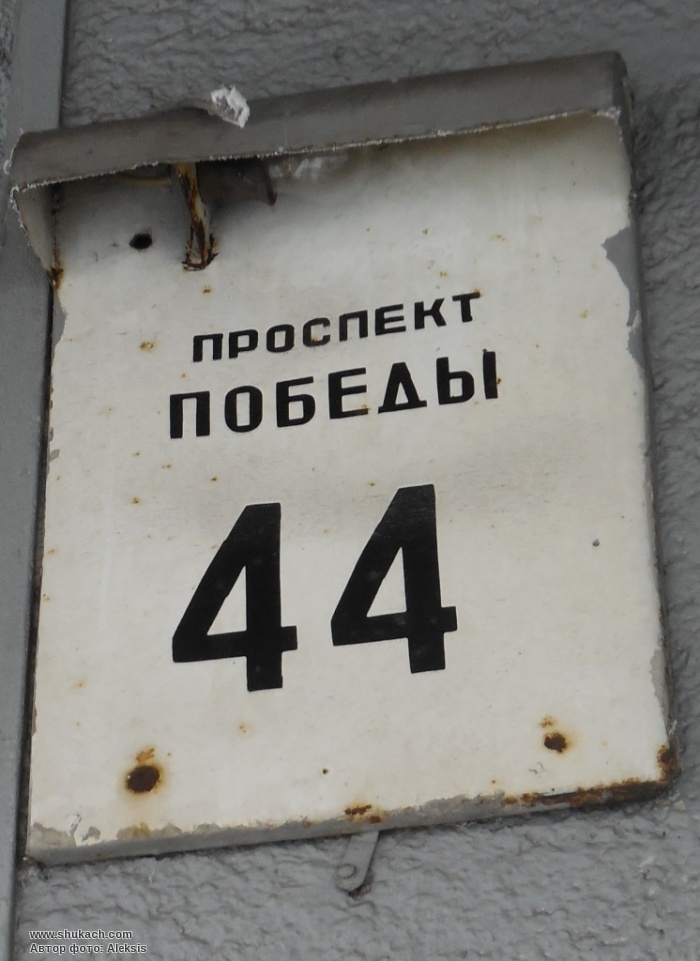 ПРОСПЕКТ
ПОБЕДЫ
44
www.shukach.com
Автор фото: Aleksis